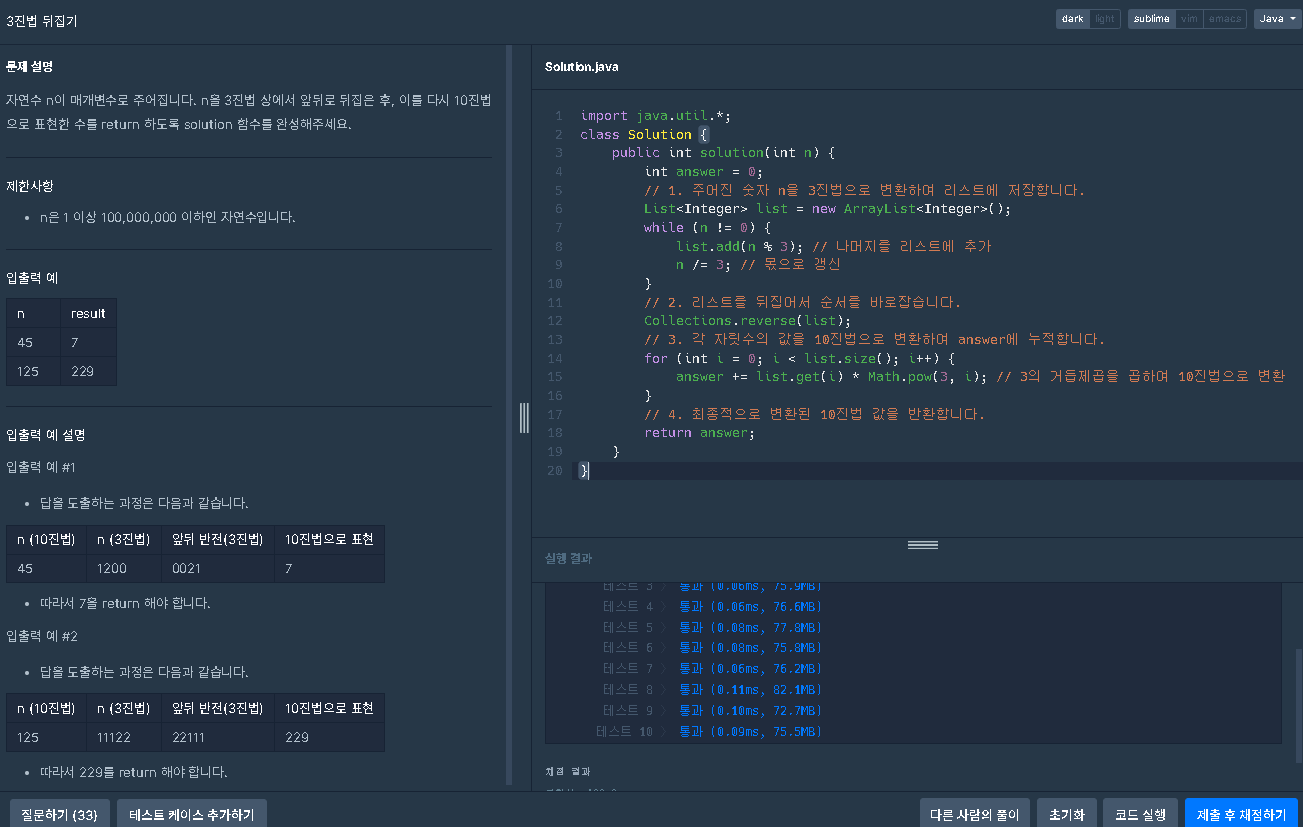 3진법 뒤집기
dark light sublime vim emacs Java
문제 설명
자연수 n이 매개변수로 주어집니다. n을 3진법 상에서 앞뒤로 뒤집은 후, 이를 다시 10진법
으로 표현한 수를 return 하도록 solution 함수를 완성해주세요.
제한사항
n은 1 이상 100,000,000 이하인 자연수입니다.
입출력 예
n result
45 7
125 229
입출력 예 설명
입출력 예 #1
답을 도출하는 과정은 다음과 같습니다.
n (10진법) n (3진법) 앞뒤 반전(3진법) 10진법으로 표현
45 1200 0021 7
따라서 7을 return 해야 합니다.
입출력 예 #2
답을 도출하는 과정은 다음과 같습니다.
n (10진법) n (3진법) 앞뒤 반전(3진법) 10진법으로 표현
125 11122 22111 229
따라서 229를 return 해야 합니다.
Solution.java
1 import java.util.*;
2 class Solution {
3 public int solution(int n) {
4 int answer = 0;
5 // 1. 주어진 숫자 n을 3진법으로 변환하여 리스트에 저장합니다.
6 List<Integer> list = new ArrayList<Integer>();
7 while (n != 0) {
8 list.add(n % 3); // 나머지를 리스트에 추가
9 n /= 3; // 몫으로 갱신
10 }
11 // 2. 리스트를 뒤집어서 순서를 바로잡습니다.
12 Collections.reverse(list);
13 // 3. 각 자릿수의 값을 10진법으로 변환하여 answer에 누적합니다.
14 for (int i = 0; i < list.size(); i++) {
15 answer += list.get(i) * Math.pow(3, i); // 3의 거듭제곱을 곱하여 10진법으로 변환
16 }
17 // 4. 최종적으로 변환된 10진법 값을 반환합니다.
18 return answer;
19 }
20 }
실행 결과
테스트 3 〉 통과 (0.06ms, 75.9MB)
테스트 4 〉 통과 (0.06ms, 76.6MB)
테스트 5 〉 통과 (0.08ms, 77.8MB)
테스트 6 〉 통과 (0.08ms, 75.8MB)
테스트 7 〉 통과 (0.06ms, 76.2MB)
테스트 8 〉 통과 (0.11ms, 82.1MB)
테스트 9 〉 통과 (0.10ms, 72.7MB)
테스트 10 〉 통과 (0.09ms, 75.5MB)
채점 결과
질문하기 (33) 테스트 케이스 추가하기 다른 사람의 풀이 초기화 코드 실행 제출 후 채점하기